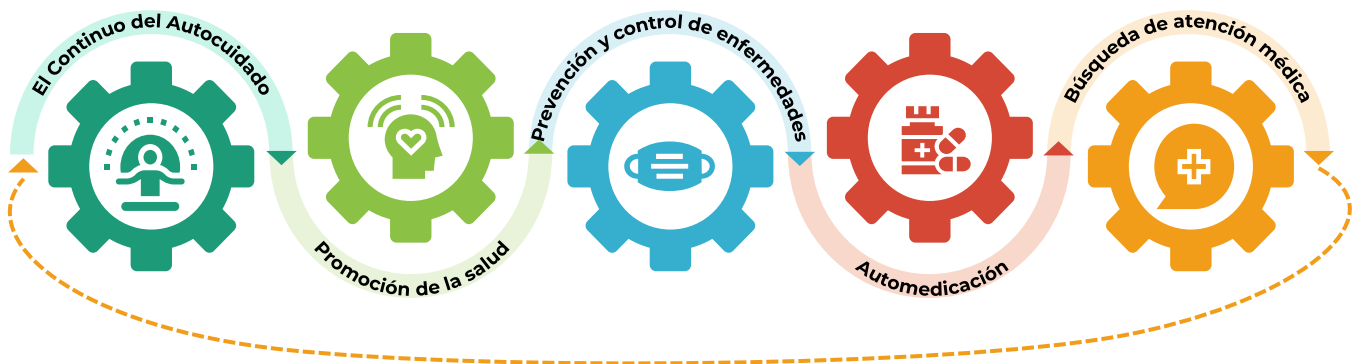 El Continuo del Autocuidado
Promoción de la salud
Prevención y control de enfermedades
Automedicación
Búsqueda de atención médica